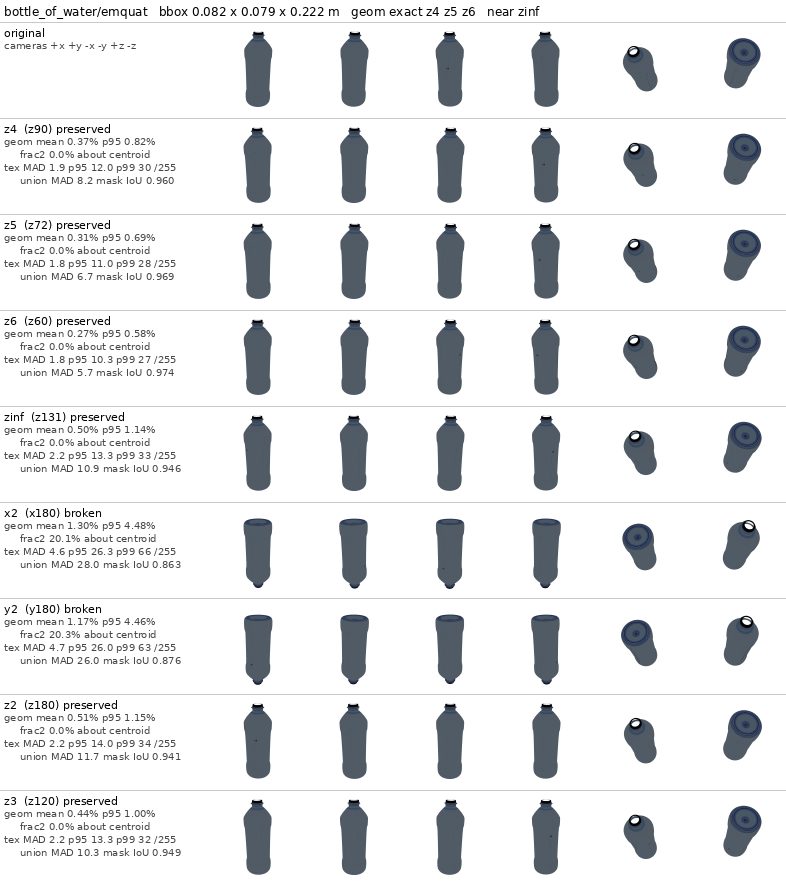 bottle_of_water/emquat   bbox 0.082 x 0.079 x 0.222 m   geom exact z4 z5 z6   near zinf
original
cameras +x +y -x -y +z -z
z4  (z90) preserved
geom mean 0.37% p95 0.82%
frac2 0.0% about centroid
tex MAD 1.9 p95 12.0 p99 30 /255
union MAD 8.2 mask IoU 0.960
z5  (z72) preserved
geom mean 0.31% p95 0.69%
frac2 0.0% about centroid
tex MAD 1.8 p95 11.0 p99 28 /255
union MAD 6.7 mask IoU 0.969
z6  (z60) preserved
geom mean 0.27% p95 0.58%
frac2 0.0% about centroid
tex MAD 1.8 p95 10.3 p99 27 /255
union MAD 5.7 mask IoU 0.974
zinf  (z131) preserved
geom mean 0.50% p95 1.14%
frac2 0.0% about centroid
tex MAD 2.2 p95 13.3 p99 33 /255
union MAD 10.9 mask IoU 0.946
x2  (x180) broken
geom mean 1.30% p95 4.48%
frac2 20.1% about centroid
tex MAD 4.6 p95 26.3 p99 66 /255
union MAD 28.0 mask IoU 0.863
y2  (y180) broken
geom mean 1.17% p95 4.46%
frac2 20.3% about centroid
tex MAD 4.7 p95 26.0 p99 63 /255
union MAD 26.0 mask IoU 0.876
z2  (z180) preserved
geom mean 0.51% p95 1.15%
frac2 0.0% about centroid
tex MAD 2.2 p95 14.0 p99 34 /255
union MAD 11.7 mask IoU 0.941
z3  (z120) preserved
geom mean 0.44% p95 1.00%
frac2 0.0% about centroid
tex MAD 2.2 p95 13.3 p99 32 /255
union MAD 10.3 mask IoU 0.949